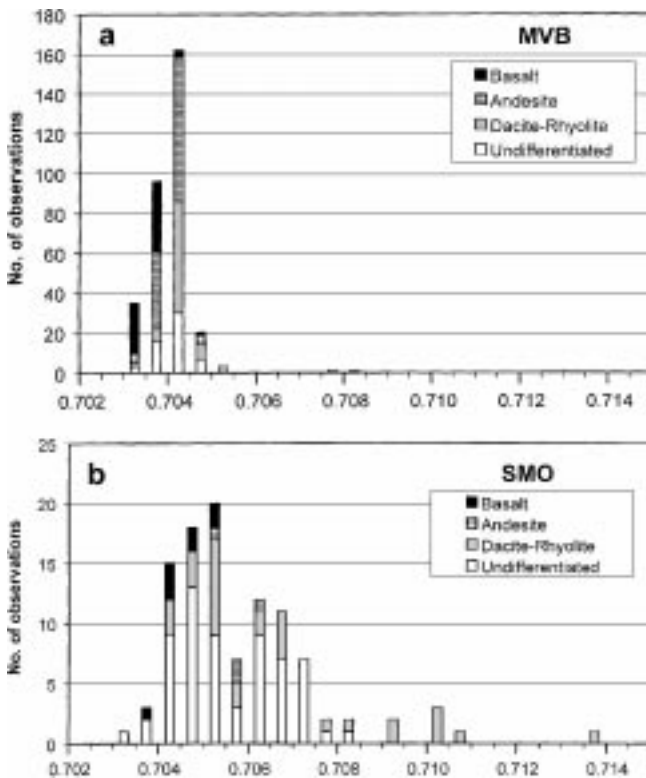 180
160
140
120
100
80
60
40
20
0
No. of observations
a
MVB
Basalt
Andesite
Dacite-Rhyolite
Undifferentiated
0.702 0.704 0.706 0.708 0.710 0.712 0.714
25
20
15
10
5
0
No. of observations
b
SMO
Basalt
Andesite
Dacite-Rhyolite
Undifferentiated
0.702 0.704 0.706 0.708 0.710 0.712 0.714